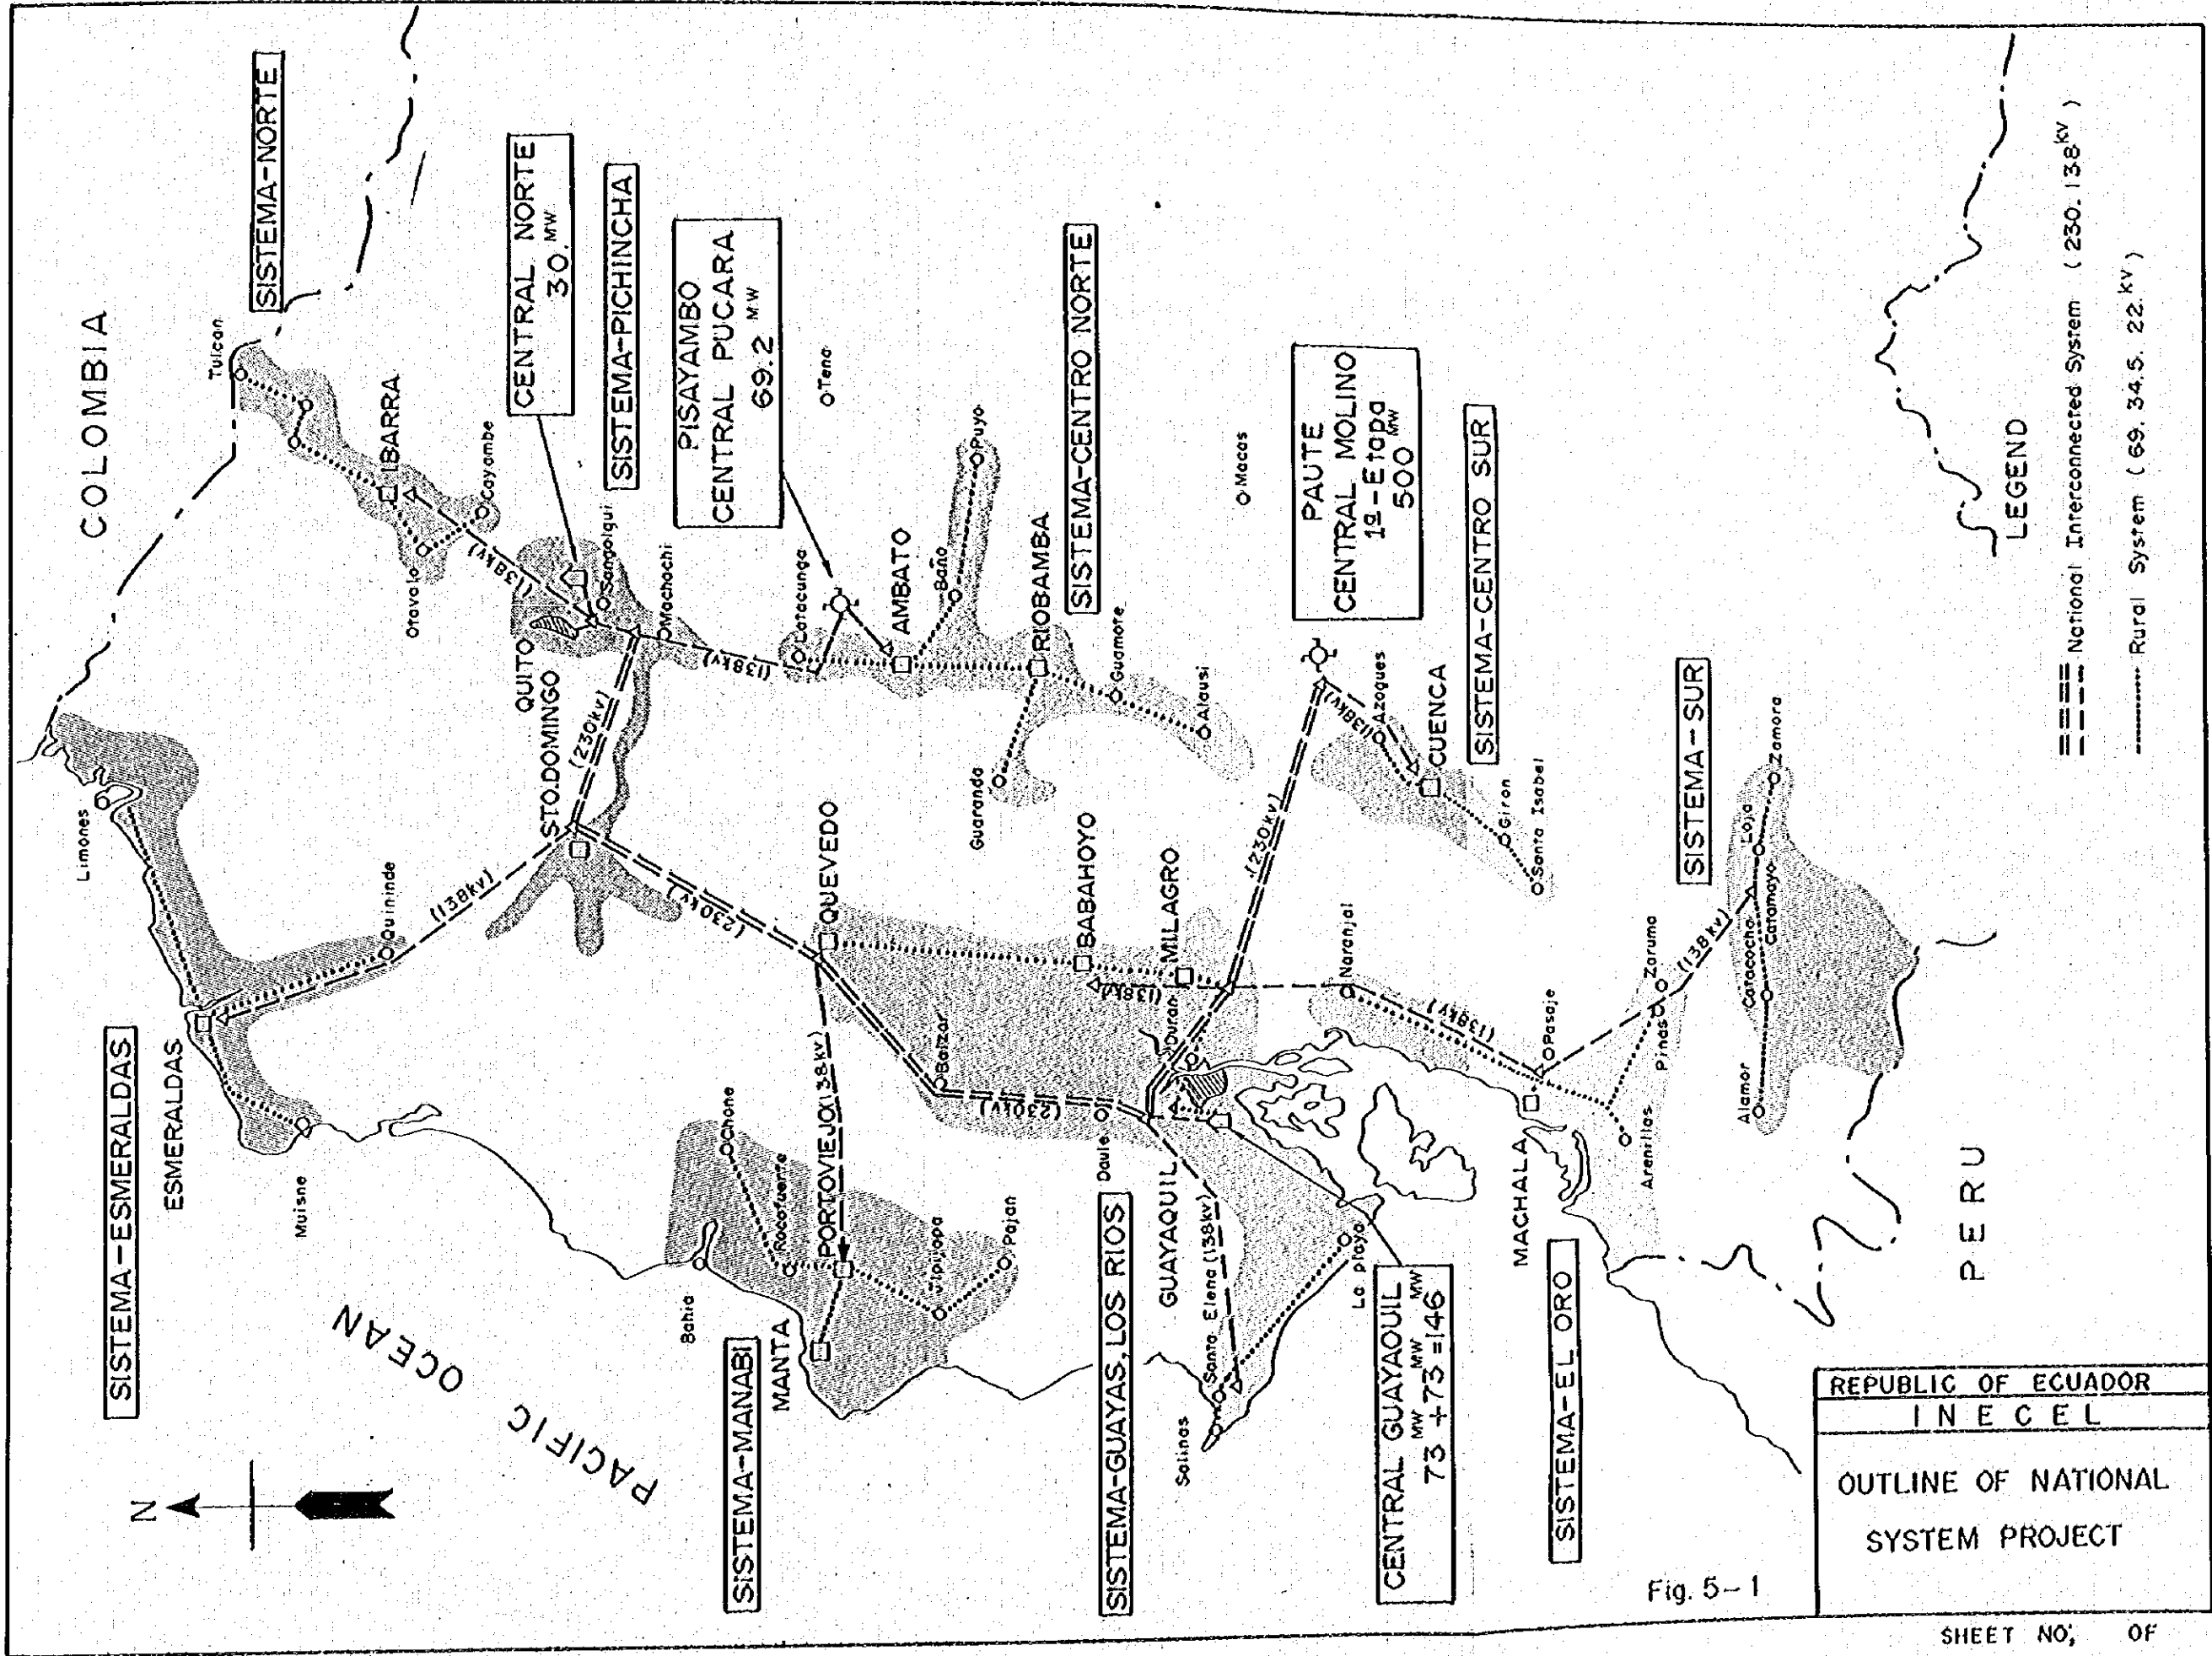 COLOMBIA
SISTEMA-NORTE
Tulcan
IBARRA
Cayambe
Otavalo
(138kv)
CENTRAL NORTE
30. MW
SISTEMA-PICHINCHA
QUITO
Sangolqui
Machachi
PISAYAMBO
CENTRAL PUCARA
69.2 MW
Tena
(138kv)
Latacunga
AMBATO
Baño
Puyo
RIOBAMBA
SISTEMA-CENTRO NORTE
Guamote
Alausi
Guaranda
Macas
PAUTE
CENTRAL MOLINO
1ª-Etapa
500 MW
SISTEMA-CENTRO SUR
(138kv)
Azogues
CUENCA
Giron
Santa Isabel
(230kv)
STO.DOMINGO
(230kv)
Limones
Quininde
(138kv)
SISTEMA-ESMERALDAS
ESMERALDAS
Muisne
(230kv)
QUEVEDO
BABAHOYO
MILAGRO
(138kv)
Duran
Balzar
(230kv)
Daule
PORTOVIEJO(138kv)
Chone
Rocafuerte
Bahia
Jipijapa
Pajan
MANTA
SISTEMA-MANABI
SISTEMA-GUAYAS, LOS RIOS
GUAYAQUIL
Santa Elena (138kv)
Salinas
La playa
CENTRAL GUAYAQUIL
73 MW + 73 MW = 146 MW
Naranjal
(138kv)
Pasaje
MACHALA
SISTEMA-EL ORO
Arenillas
Pinas
Zaruma
(138kv)
SISTEMA-SUR
Alamor
Catacocha
Catamayo
Loja
Zamora
PERU
PACIFIC
OCEAN
N
LEGEND
National Interconnected System (230. 138 KV)
Rural System (69. 34.5. 22. KV)
Fig. 5-1
REPUBLIC OF ECUADOR
INECEL
OUTLINE OF NATIONAL
SYSTEM PROJECT
SHEET NO, OF